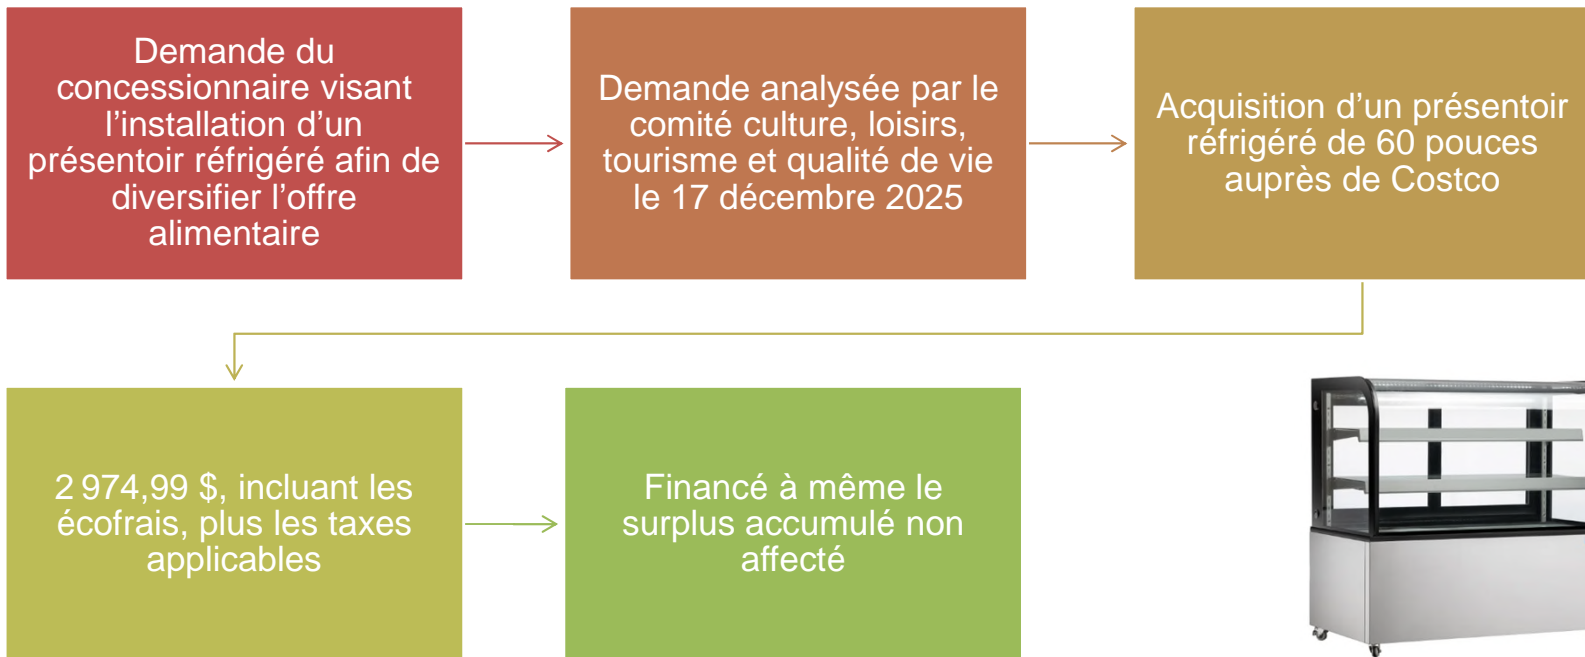 Demande du
concessionnaire visant
l’installation d’un
présentoir réfrigéré afin de
diversifier l’offre
alimentaire
Demande analysée par le
comité culture, loisirs,
tourisme et qualité de vie
le 17 décembre 2025
Acquisition d’un présentoir
réfrigéré de 60 pouces
auprès de Costco
2 974,99 $, incluant les
écofrais, plus les taxes
applicables
Financé à même le
surplus accumulé non
affecté